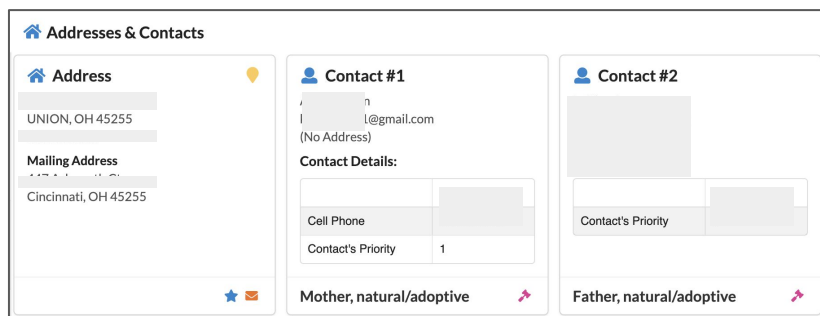 Addresses & Contacts
Address
UNION, OH 45255
Mailing Address
Cincinnati, OH 45255
Contact #1
@gmail.com
(No Address)
Contact Details:
Cell Phone
Contact's Priority 1
Mother, natural/adoptive
Contact #2
Contact's Priority
Father, natural/adoptive